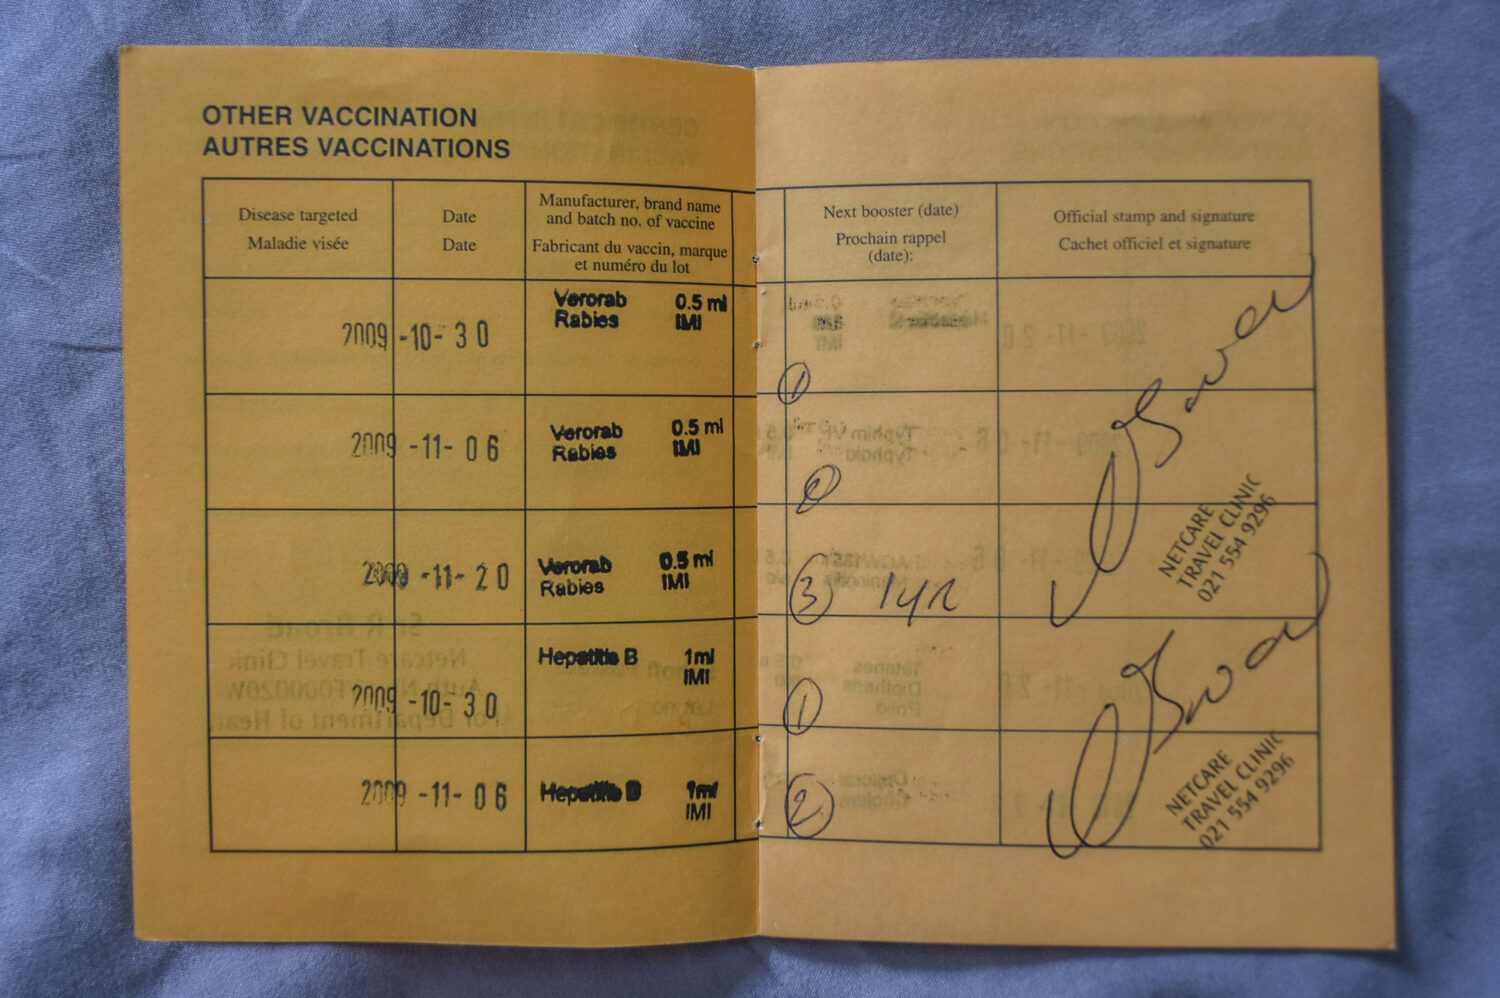 OTHER VACCINATION
AUTRES VACCINATIONS
Disease targeted
Maladie visée
Date
Date
Manufacturer, brand name
and batch no. of vaccine
Fabricant du vaccin, marque
et numéro du lot
Next booster (date)
Prochain rappel
(date):
Official stamp and signature
Cachet officiel et signature
2009 -10- 30
Verorab 0.5 ml
Rabies IMI
1
2009 -11- 06
Verorab 0.5 ml
Rabies IMI
2009 -11- 20
Verorab 0.5 ml
Rabies IMI
3 1yr
NETCARE
TRAVEL CLINIC
021 554 9296
2009 -10- 30
Hepatitis B 1ml
IMI
1
2009 -11- 06
Hepatitis B 1ml
IMI
2
NETCARE
TRAVEL CLINIC
021 554 9296